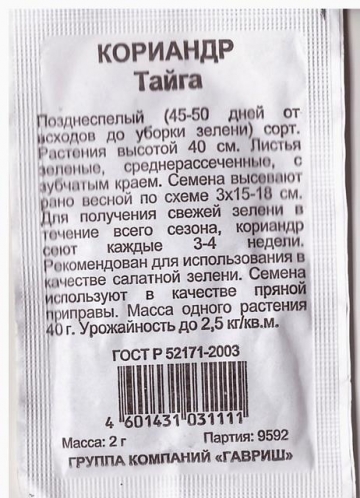 КОРИАНДР
Тайга
Позднеспелый (45-50 дней от
всходов до уборки зелени) сорт.
Растения высотой 40 см. Листья
зеленые, среднерассеченные, с
зубчатым краем. Семена высевают
рано весной по схеме 3х15-18 см.
Для получения свежей зелени в
течение всего сезона, кориандр
сеют каждые 3-4 недели.
Рекомендован для использования в
качестве салатной зелени. Семена
используют в качестве пряной
приправы. Масса одного растения
40 г. Урожайность до 2,5 кг/кв.м.
ГОСТ Р 52171-2003
4 601431 031111
Масса: 2 г Партия: 9592
ГРУППА КОМПАНИЙ «ГАВРИШ»